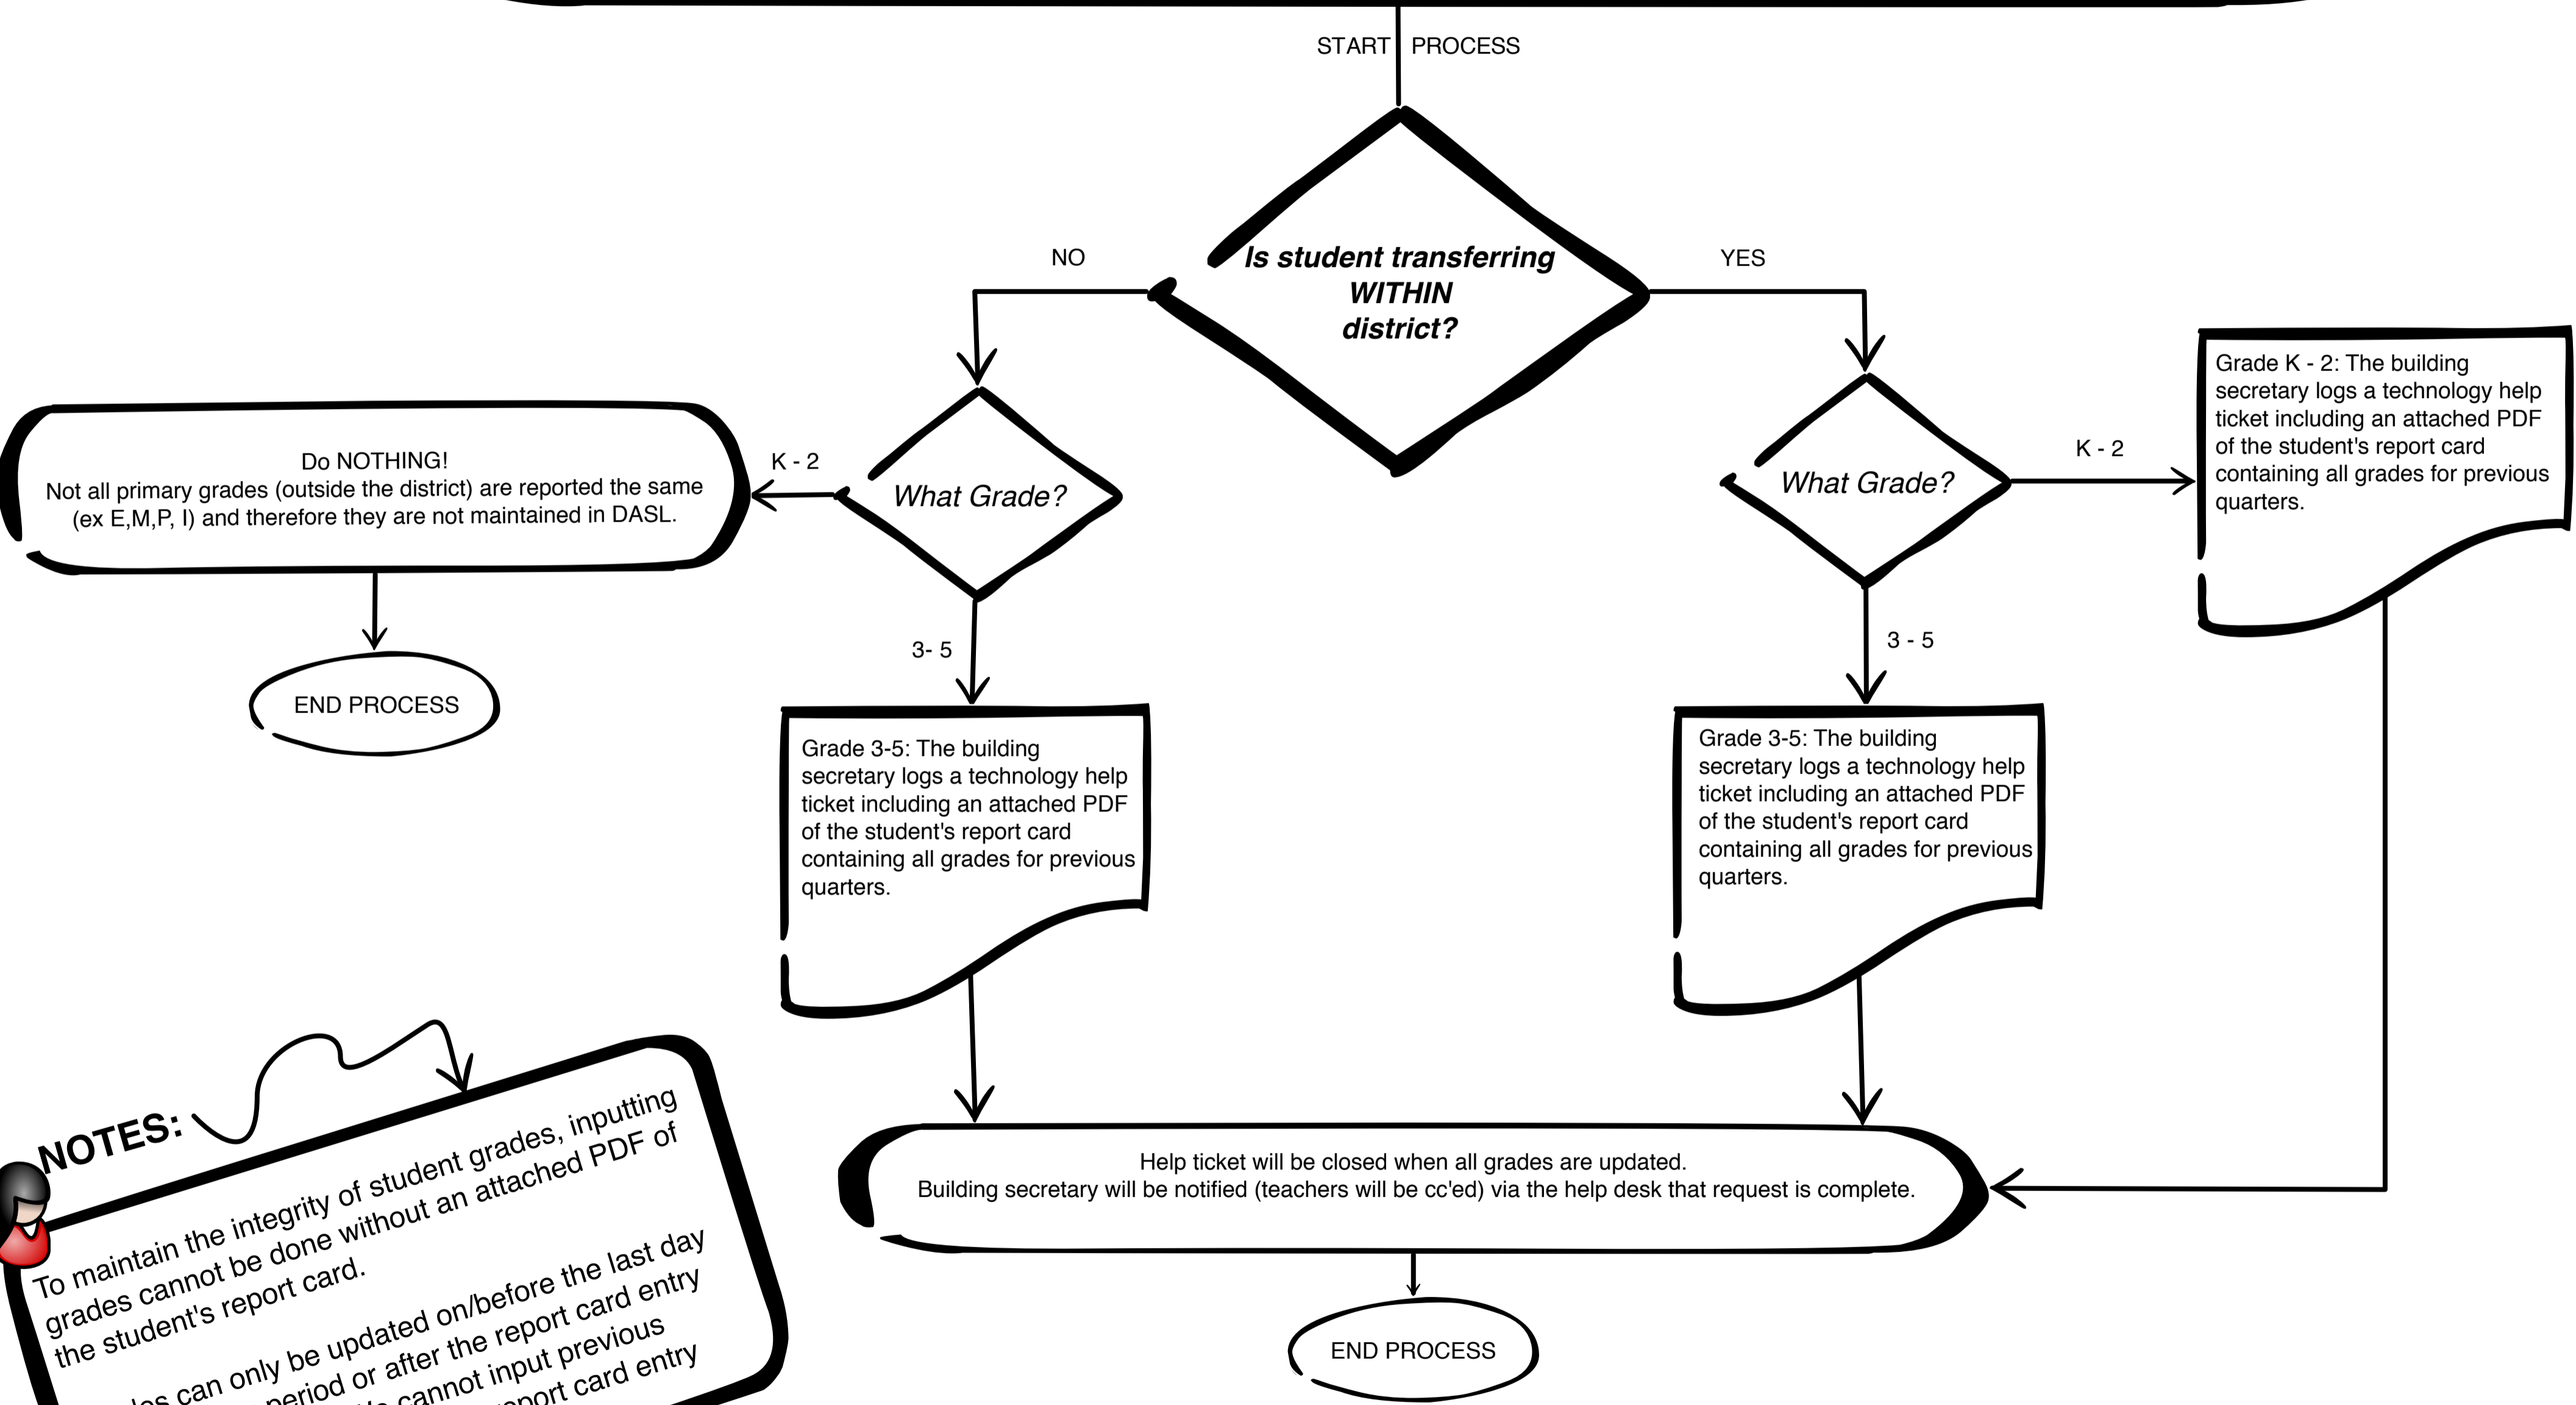 START PROCESS
Is student transferring
WITHIN
district?
NO
YES
What Grade?
K - 2
Do NOTHING!
Not all primary grades (outside the district) are reported the same
(ex E,M,P, I) and therefore they are not maintained in DASL.
END PROCESS
3- 5
Grade 3-5: The building
secretary logs a technology help
ticket including an attached PDF
of the student's report card
containing all grades for previous
quarters.
What Grade?
K - 2
Grade K - 2: The building
secretary logs a technology help
ticket including an attached PDF
of the student's report card
containing all grades for previous
quarters.
3 - 5
Grade 3-5: The building
secretary logs a technology help
ticket including an attached PDF
of the student's report card
containing all grades for previous
quarters.
Help ticket will be closed when all grades are updated.
Building secretary will be notified (teachers will be cc'ed) via the help desk that request is complete.
END PROCESS
NOTES:
To maintain the integrity of student grades, inputting
grades cannot be done without an attached PDF of
the student's report card.
can only be updated on/before the last day
period or after the report card entry
cannot input previous
card entry